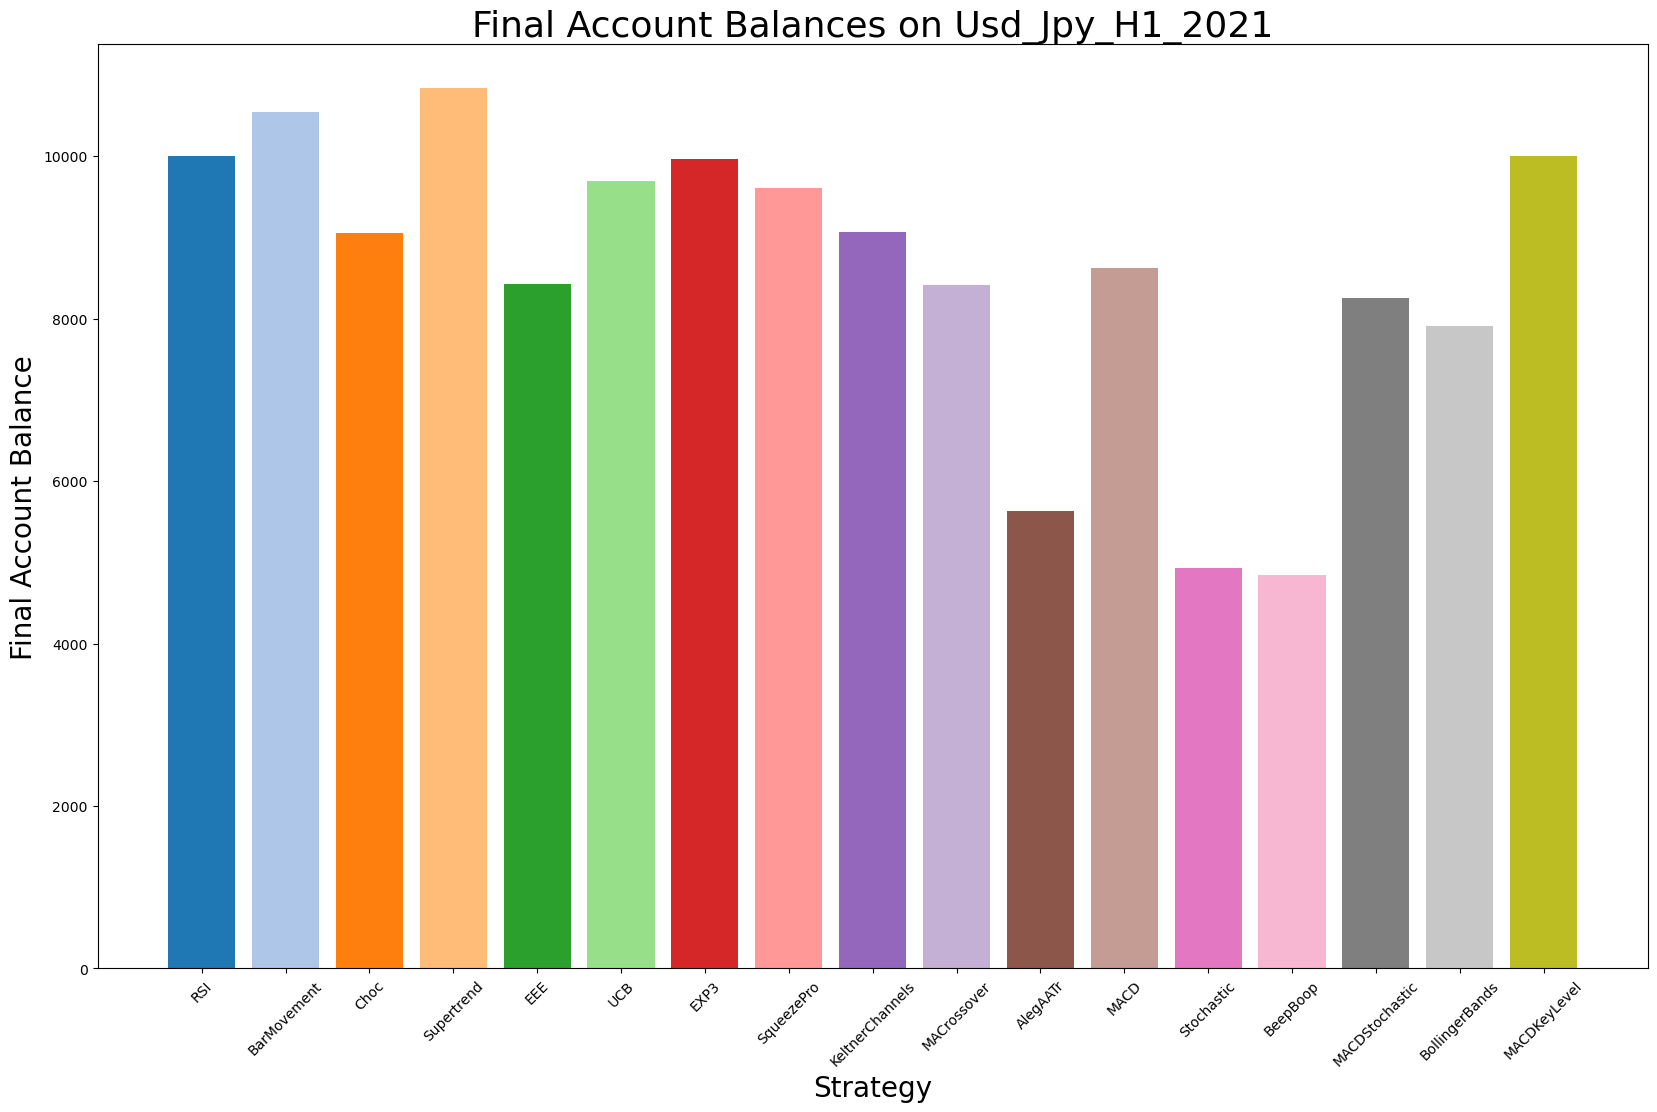 Final Account Balances on Usd_Jpy_H1_2021
Final Account Balance
10000
8000
6000
4000
2000
0
RSI
BarMovement
Choc
Supertrend
EEE
UCB
EXP3
SqueezePro
KeltnerChannels
MACrossover
AlegAATr
MACD
Stochastic
BeepBoop
MACDStochastic
BollingerBands
MACDKeyLevel
Strategy